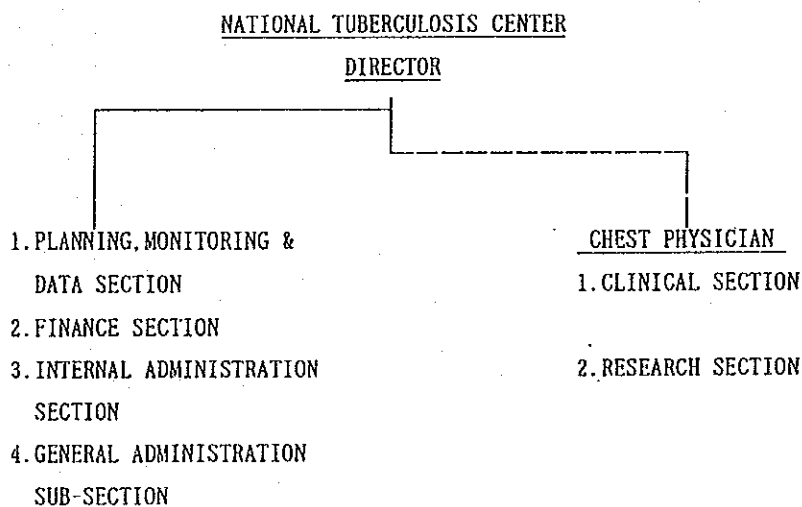 NATIONAL TUBERCULOSIS CENTER
DIRECTOR
1.PLANNING,MONITORING &
DATA SECTION
2.FINANCE SECTION
3.INTERNAL ADMINISTRATION
SECTION
4.GENERAL ADMINISTRATION
SUB-SECTION
CHEST PHYSICIAN
1.CLINICAL SECTION
2.RESEARCH SECTION